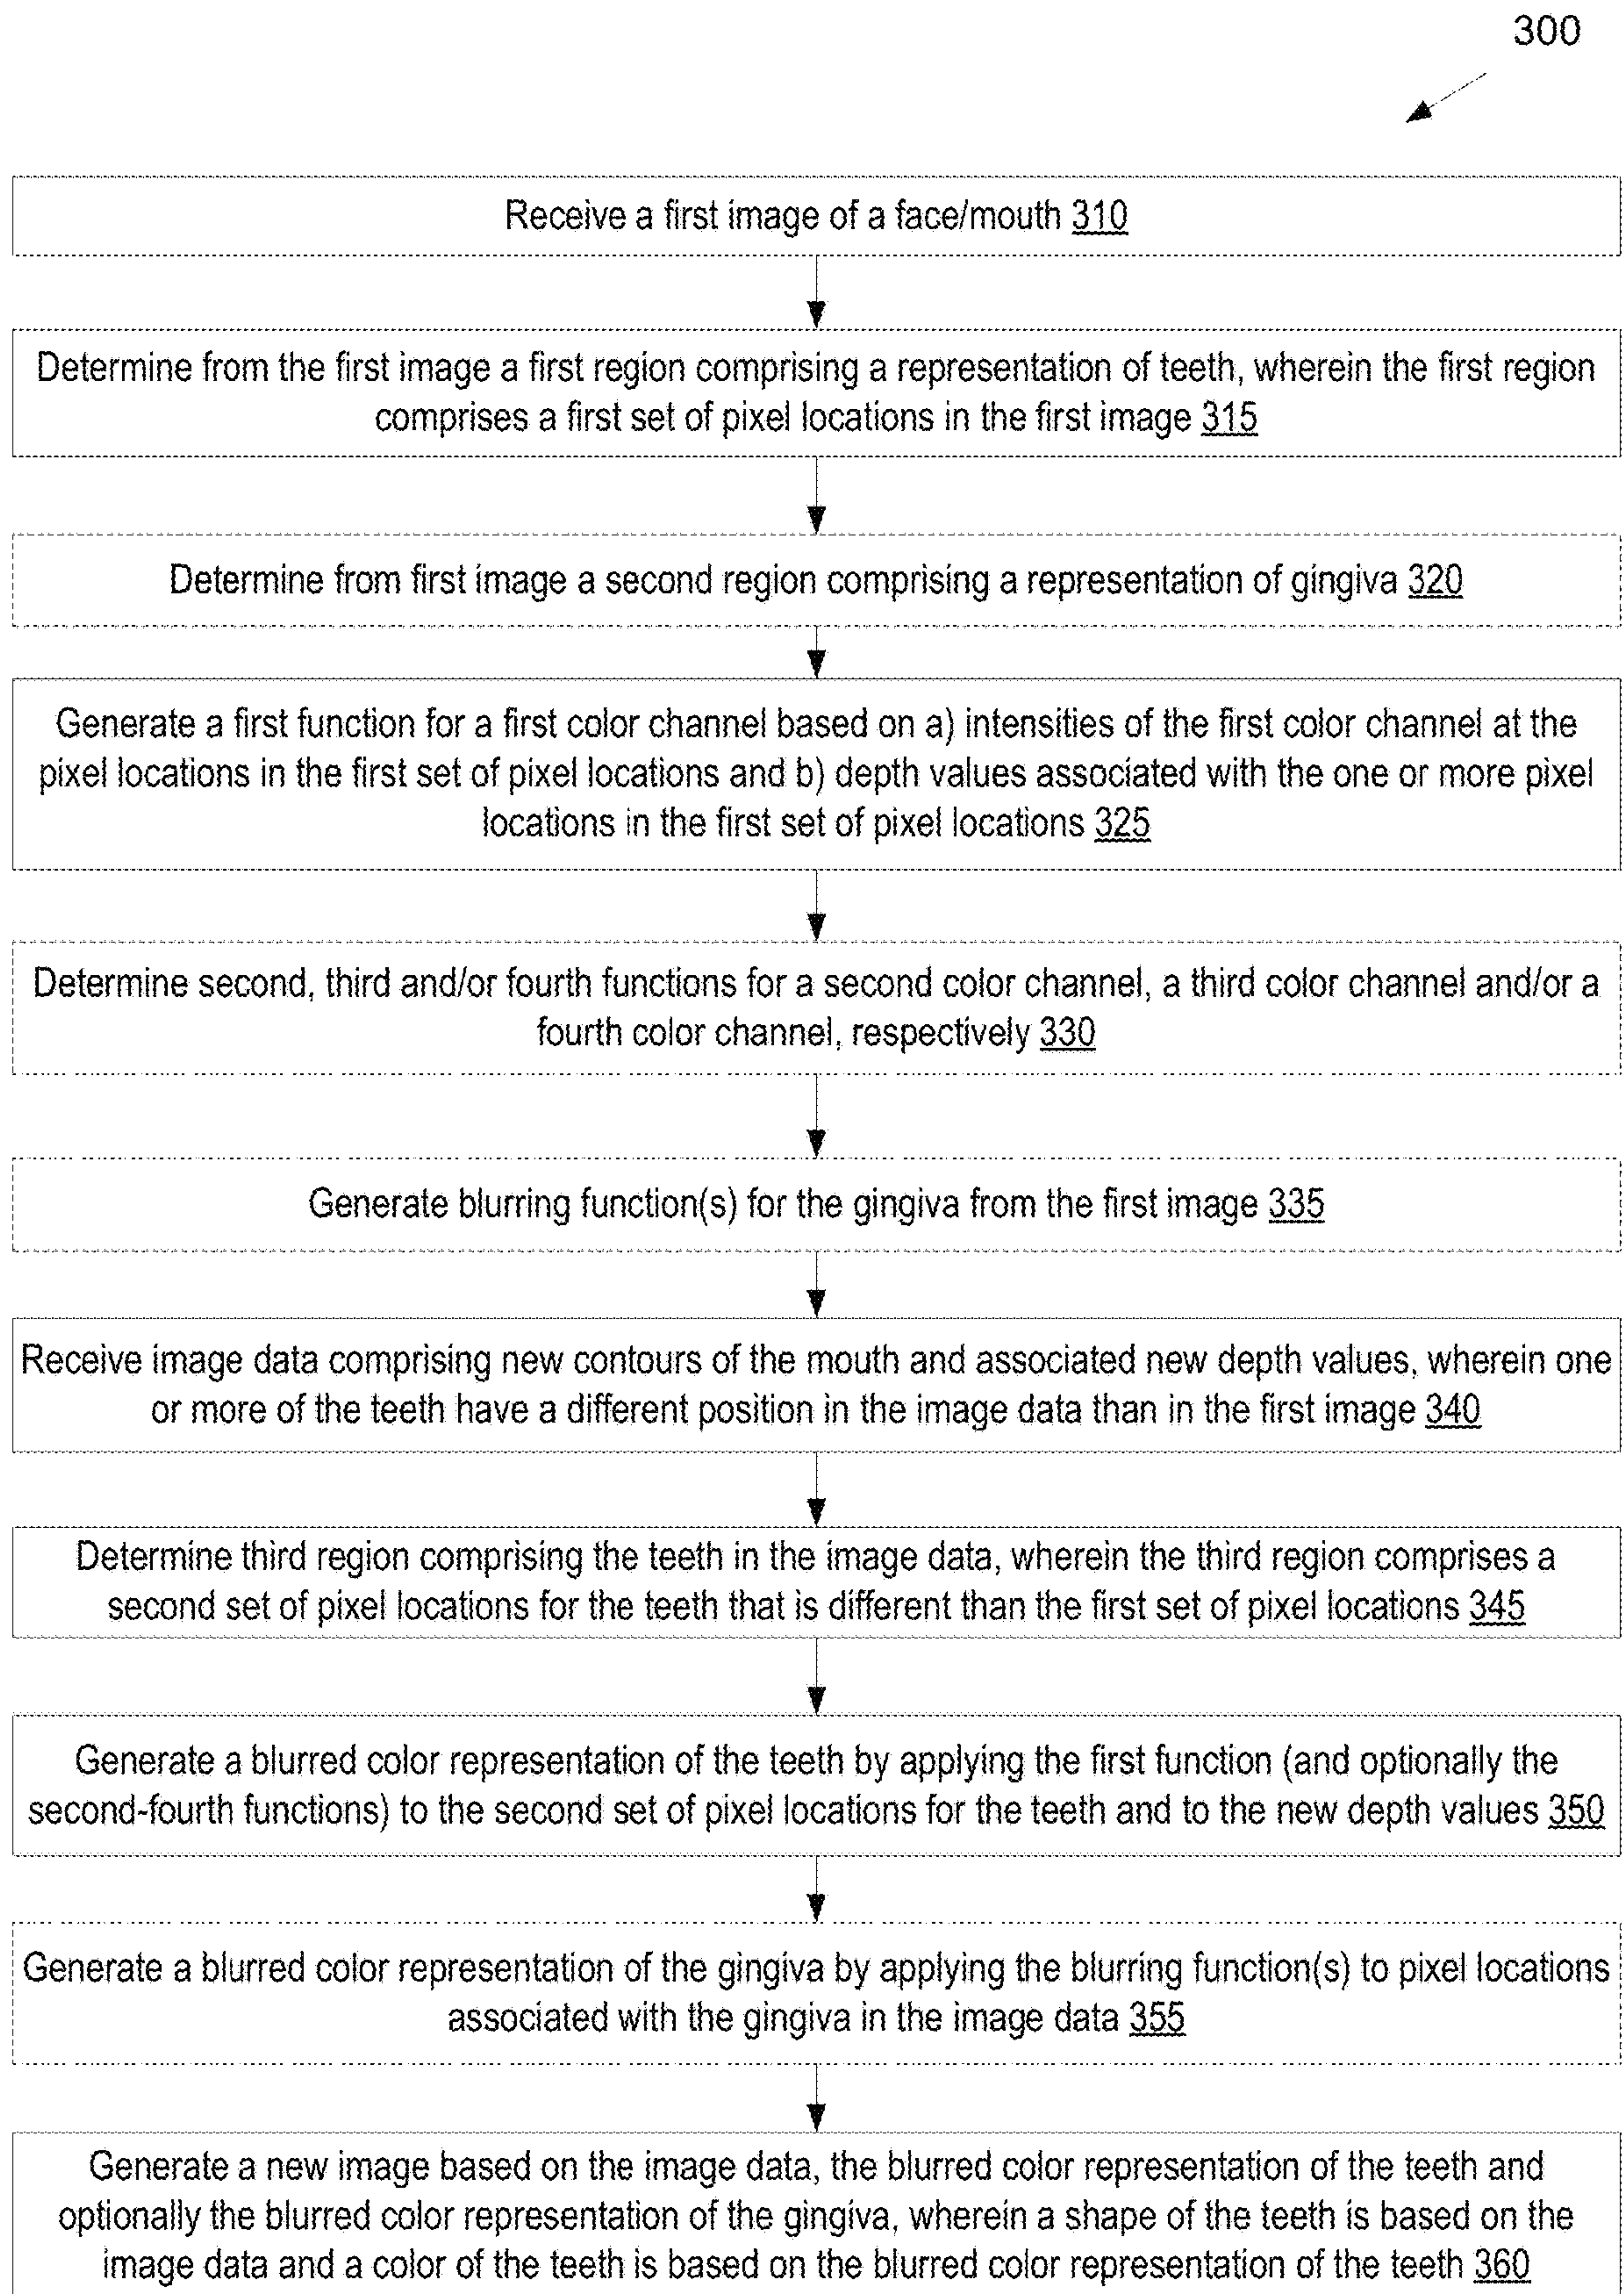 300
Receive a first image of a face/mouth 310
Determine from the first image a first region comprising a representation of teeth, wherein the first region
comprises a first set of pixel locations in the first image 315
Determine from first image a second region comprising a representation of gingiva 320
Generate a first function for a first color channel based on a) intensities of the first color channel at the
pixel locations in the first set of pixel locations and b) depth values associated with the one or more pixel
locations in the first set of pixel locations 325
Determine second, third and/or fourth functions for a second color channel, a third color channel and/or a
fourth color channel, respectively 330
Generate blurring function(s) for the gingiva from the first image 335
Receive image data comprising new contours of the mouth and associated new depth values, wherein one
or more of the teeth have a different position in the image data than in the first image 340
Determine third region comprising the teeth in the image data, wherein the third region comprises a
second set of pixel locations for the teeth that is different than the first set of pixel locations 345
Generate a blurred color representation of the teeth by applying the first function (and optionally the
second-fourth functions) to the second set of pixel locations for the teeth and to the new depth values 350
Generate a blurred color representation of the gingiva by applying the blurring function(s) to pixel locations
associated with the gingiva in the image data 355
Generate a new image based on the image data, the blurred color representation of the teeth and
optionally the blurred color representation of the gingiva, wherein a shape of the teeth is based on the
image data and a color of the teeth is based on the blurred color representation of the teeth 360